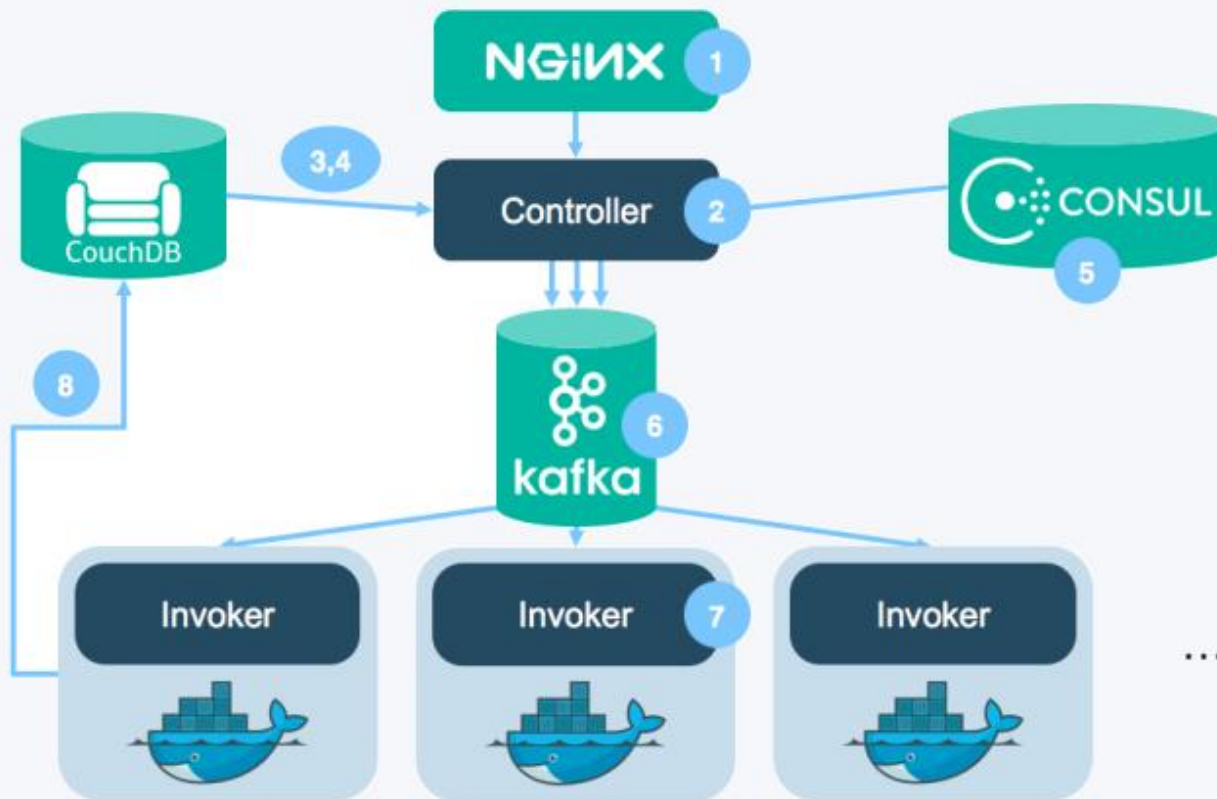 NGiNX 1
3,4
CouchDB
Controller 2
CONSUL
5
8
6
kafka
Invoker
Invoker 7
Invoker
...